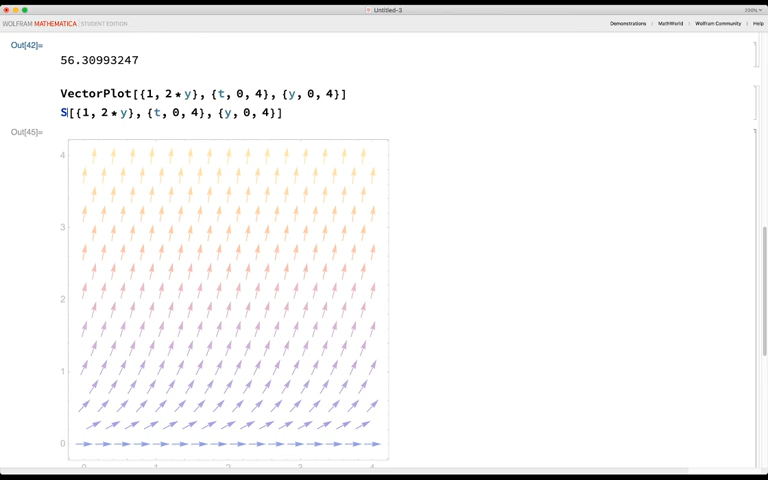 Untitled-3
350%
WOLFRAM MATHEMATICA | STUDENT EDITION
Demonstrations | MathWorld | Wolfram Community | Help
Out[42]=
56.30993247
VectorPlot[{1, 2*y}, {t, 0, 4}, {y, 0, 4}]
S[{1, 2*y}, {t, 0, 4}, {y, 0, 4}]
Out[45]=
4
3
2
1
0
0 1 2 3 4